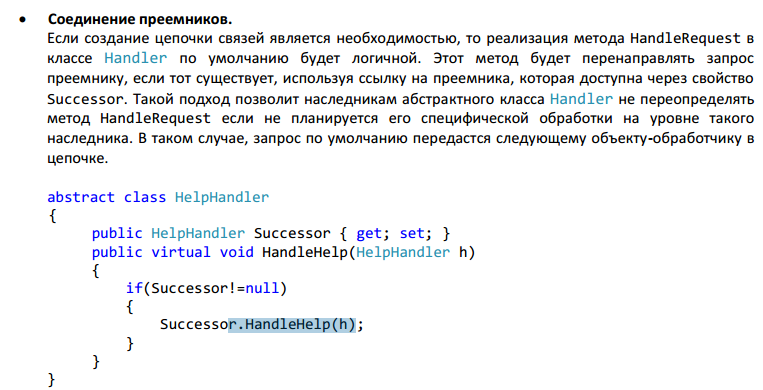 • Соединение преемников.
Если создание цепочки связей является необходимостью, то реализация метода HandleRequest в
классе Handler по умолчанию будет логичной. Этот метод будет перенаправлять запрос
преемнику, если тот существует, используя ссылку на преемника, которая доступна через свойство
Successor. Такой подход позволит наследникам абстрактного класса Handler не переопределять
метод HandleRequest если не планируется его специфической обработки на уровне такого
наследника. В таком случае, запрос по умолчанию передастся следующему объекту-обработчику в
цепочке.
abstract class HelpHandler
{
public HelpHandler Successor { get; set; }
public virtual void HandleHelp(HelpHandler h)
{
if(Successor!=null)
{
Successor.HandleHelp(h);
}
}
}